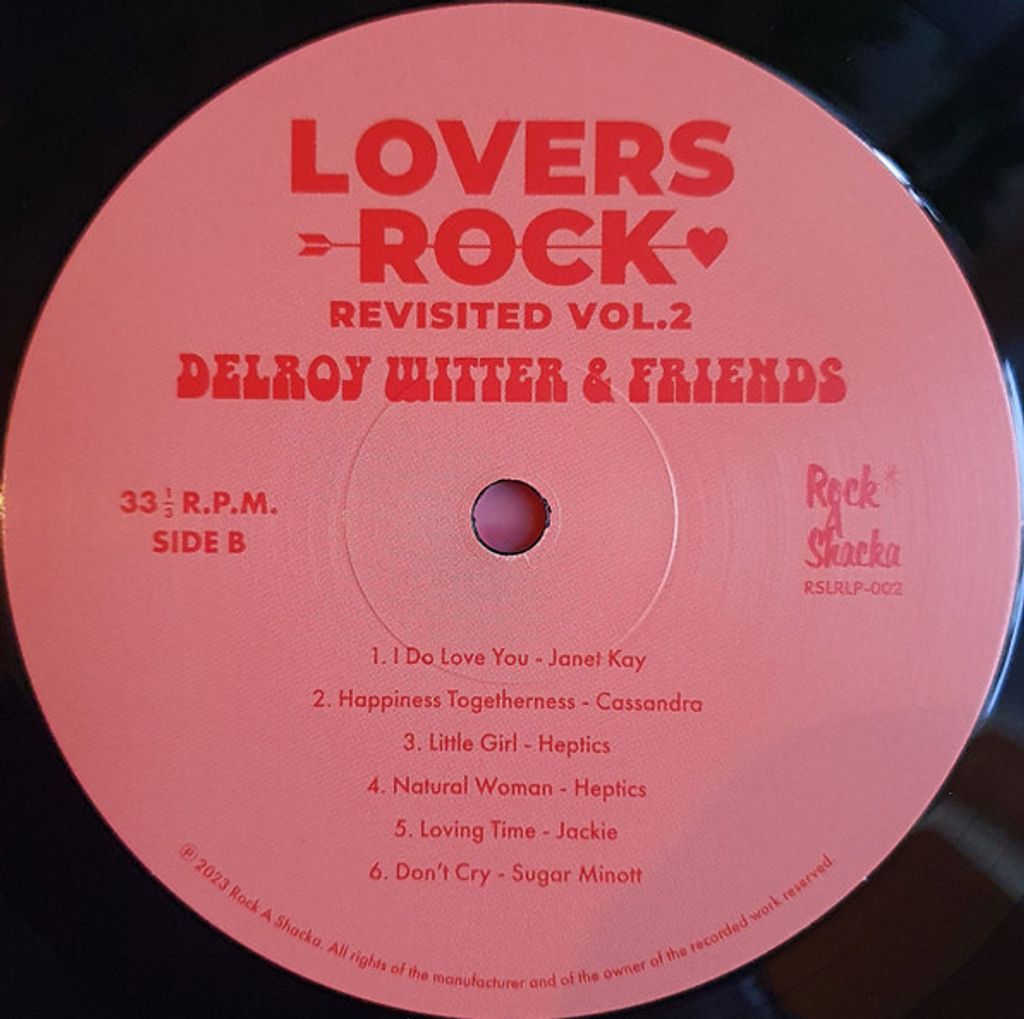 LOVERS
ROCK
REVISITED VOL.2
DELROY WITTER & FRIENDS
33 1/3 R.P.M.
SIDE B
Rock
A
Shacka
RSLRLP-002
1. I Do Love You - Janet Kay
2. Happiness Togetherness - Cassandra
3. Little Girl - Heptics
4. Natural Woman - Heptics
5. Loving Time - Jackie
6. Don't Cry - Sugar Minott
℗ 2023 Rock A Shacka. All rights of the manufacturer and of the owner of the recorded work reserved.